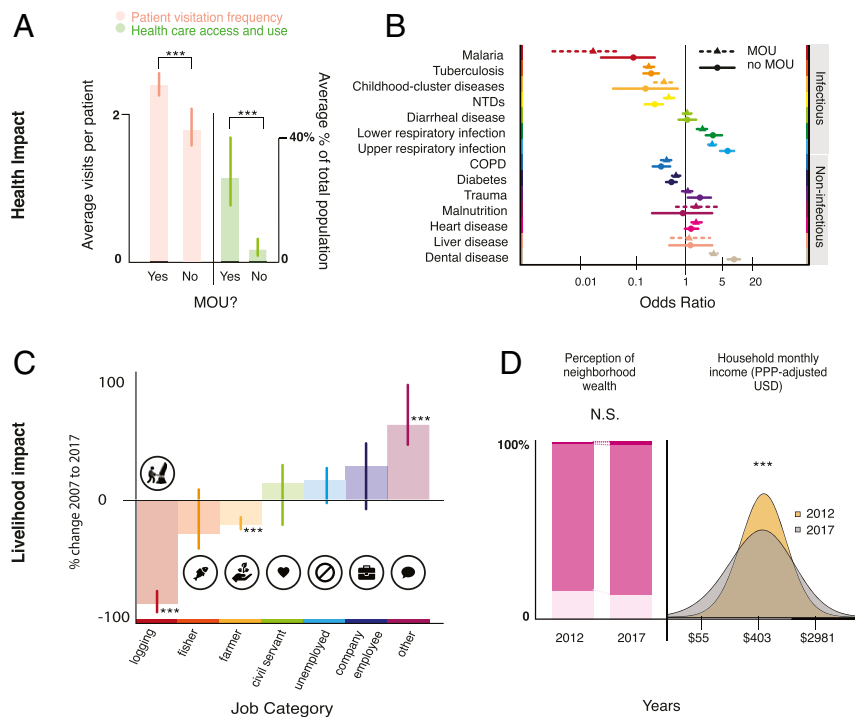 A
Patient visitation frequency
Health care access and use
***
***
Health Impact
Average visits per patient
2
0
40%
0
Average % of total population
Yes
No
Yes
No
MOU?
B
Malaria
Tuberculosis
Childhood-cluster diseases
NTDs
Diarrheal disease
Lower respiratory infection
Upper respiratory infection
COPD
Diabetes
Trauma
Malnutrition
Heart disease
Liver disease
Dental disease
MOU
no MOU
Infectious
Non-infectious
0.01
0.1
1
5
20
Odds Ratio
C
Livelihood impact
% change 2007 to 2017
100
0
-100
***
***
***
logging
fisher
farmer
civil servant
unemployed
company
employee
other
Job Category
D
Perception of
neighborhood
wealth
N.S.
100%
0
2012
2017
Household monthly
income (PPP-adjusted
USD)
***
2012
2017
$55
$403
$2981
Years